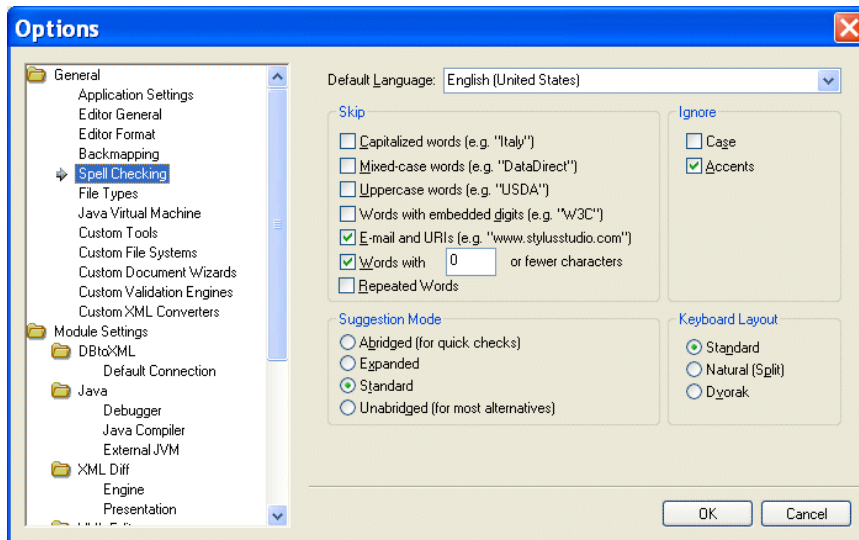 Options
General
Application Settings
Editor General
Editor Format
Backmapping
Spell Checking
File Types
Java Virtual Machine
Custom Tools
Custom File Systems
Custom Document Wizards
Custom Validation Engines
Custom XML Converters
Module Settings
DBtoXML
Default Connection
Java
Debugger
Java Compiler
External JVM
XML Diff
Engine
Presentation
Default Language: English (United States)
Skip
Capitalized words (e.g. "Italy")
Mixed-case words (e.g. "DataDirect")
Uppercase words (e.g. "USDA")
Words with embedded digits (e.g. "W3C")
E-mail and URIs (e.g. "www.stylusstudio.com")
Words with 0 or fewer characters
Repeated Words
Ignore
Case
Accents
Suggestion Mode
Abridged (for quick checks)
Expanded
Standard
Unabridged (for most alternatives)
Keyboard Layout
Standard
Natural (Split)
Dvorak
OK Cancel